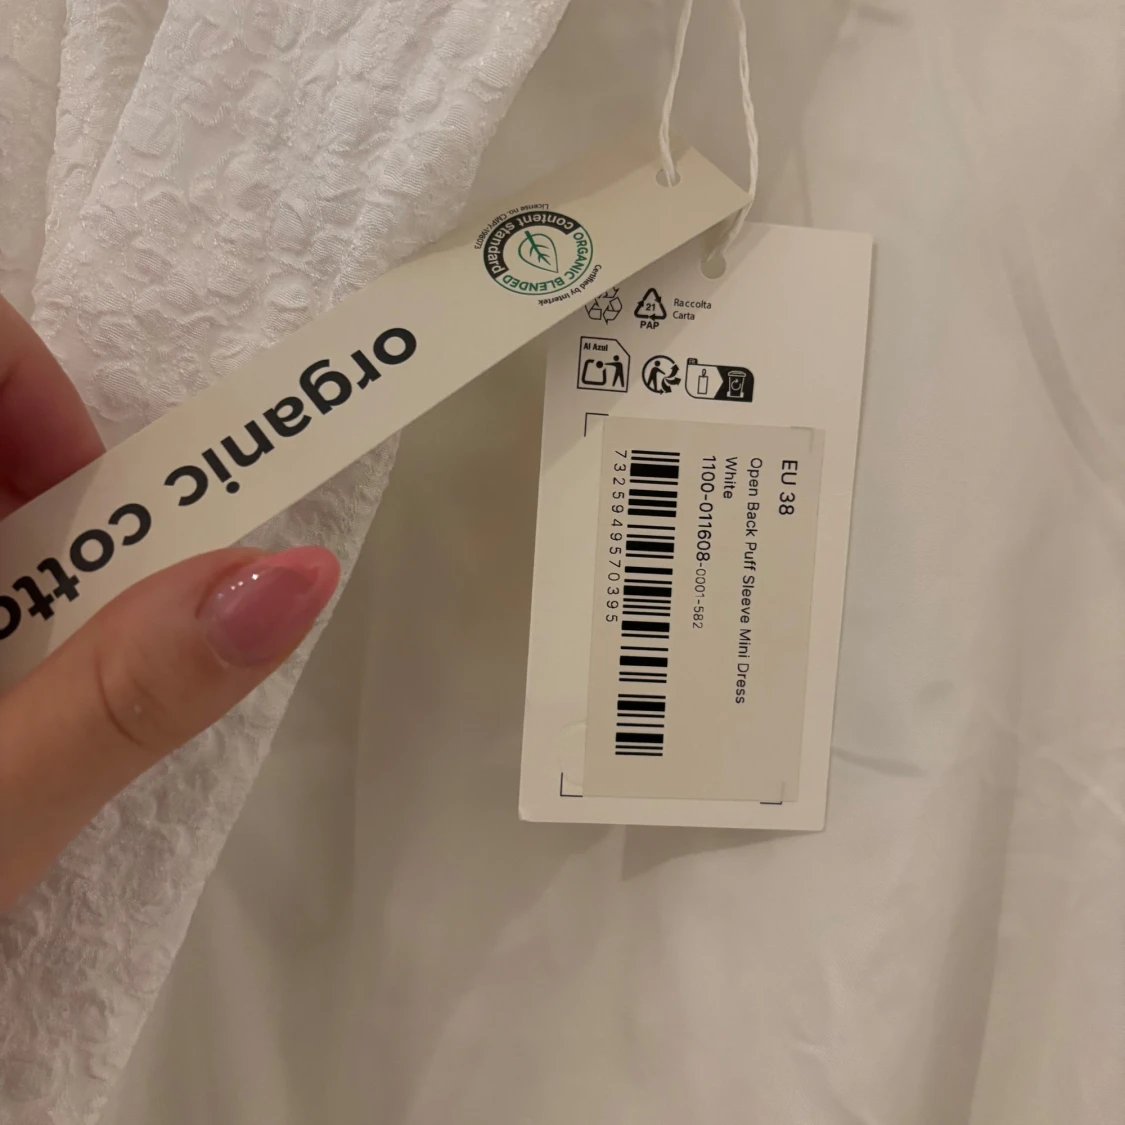 organic cotto
ORGANIC BLENDED
content standard
Certified by Intertek
21
PAP
Raccolta
Carta
Al Azul
EU 38
Open Back Puff Sleeve Mini Dress
White
1100-011608-0001-582
7325949570395